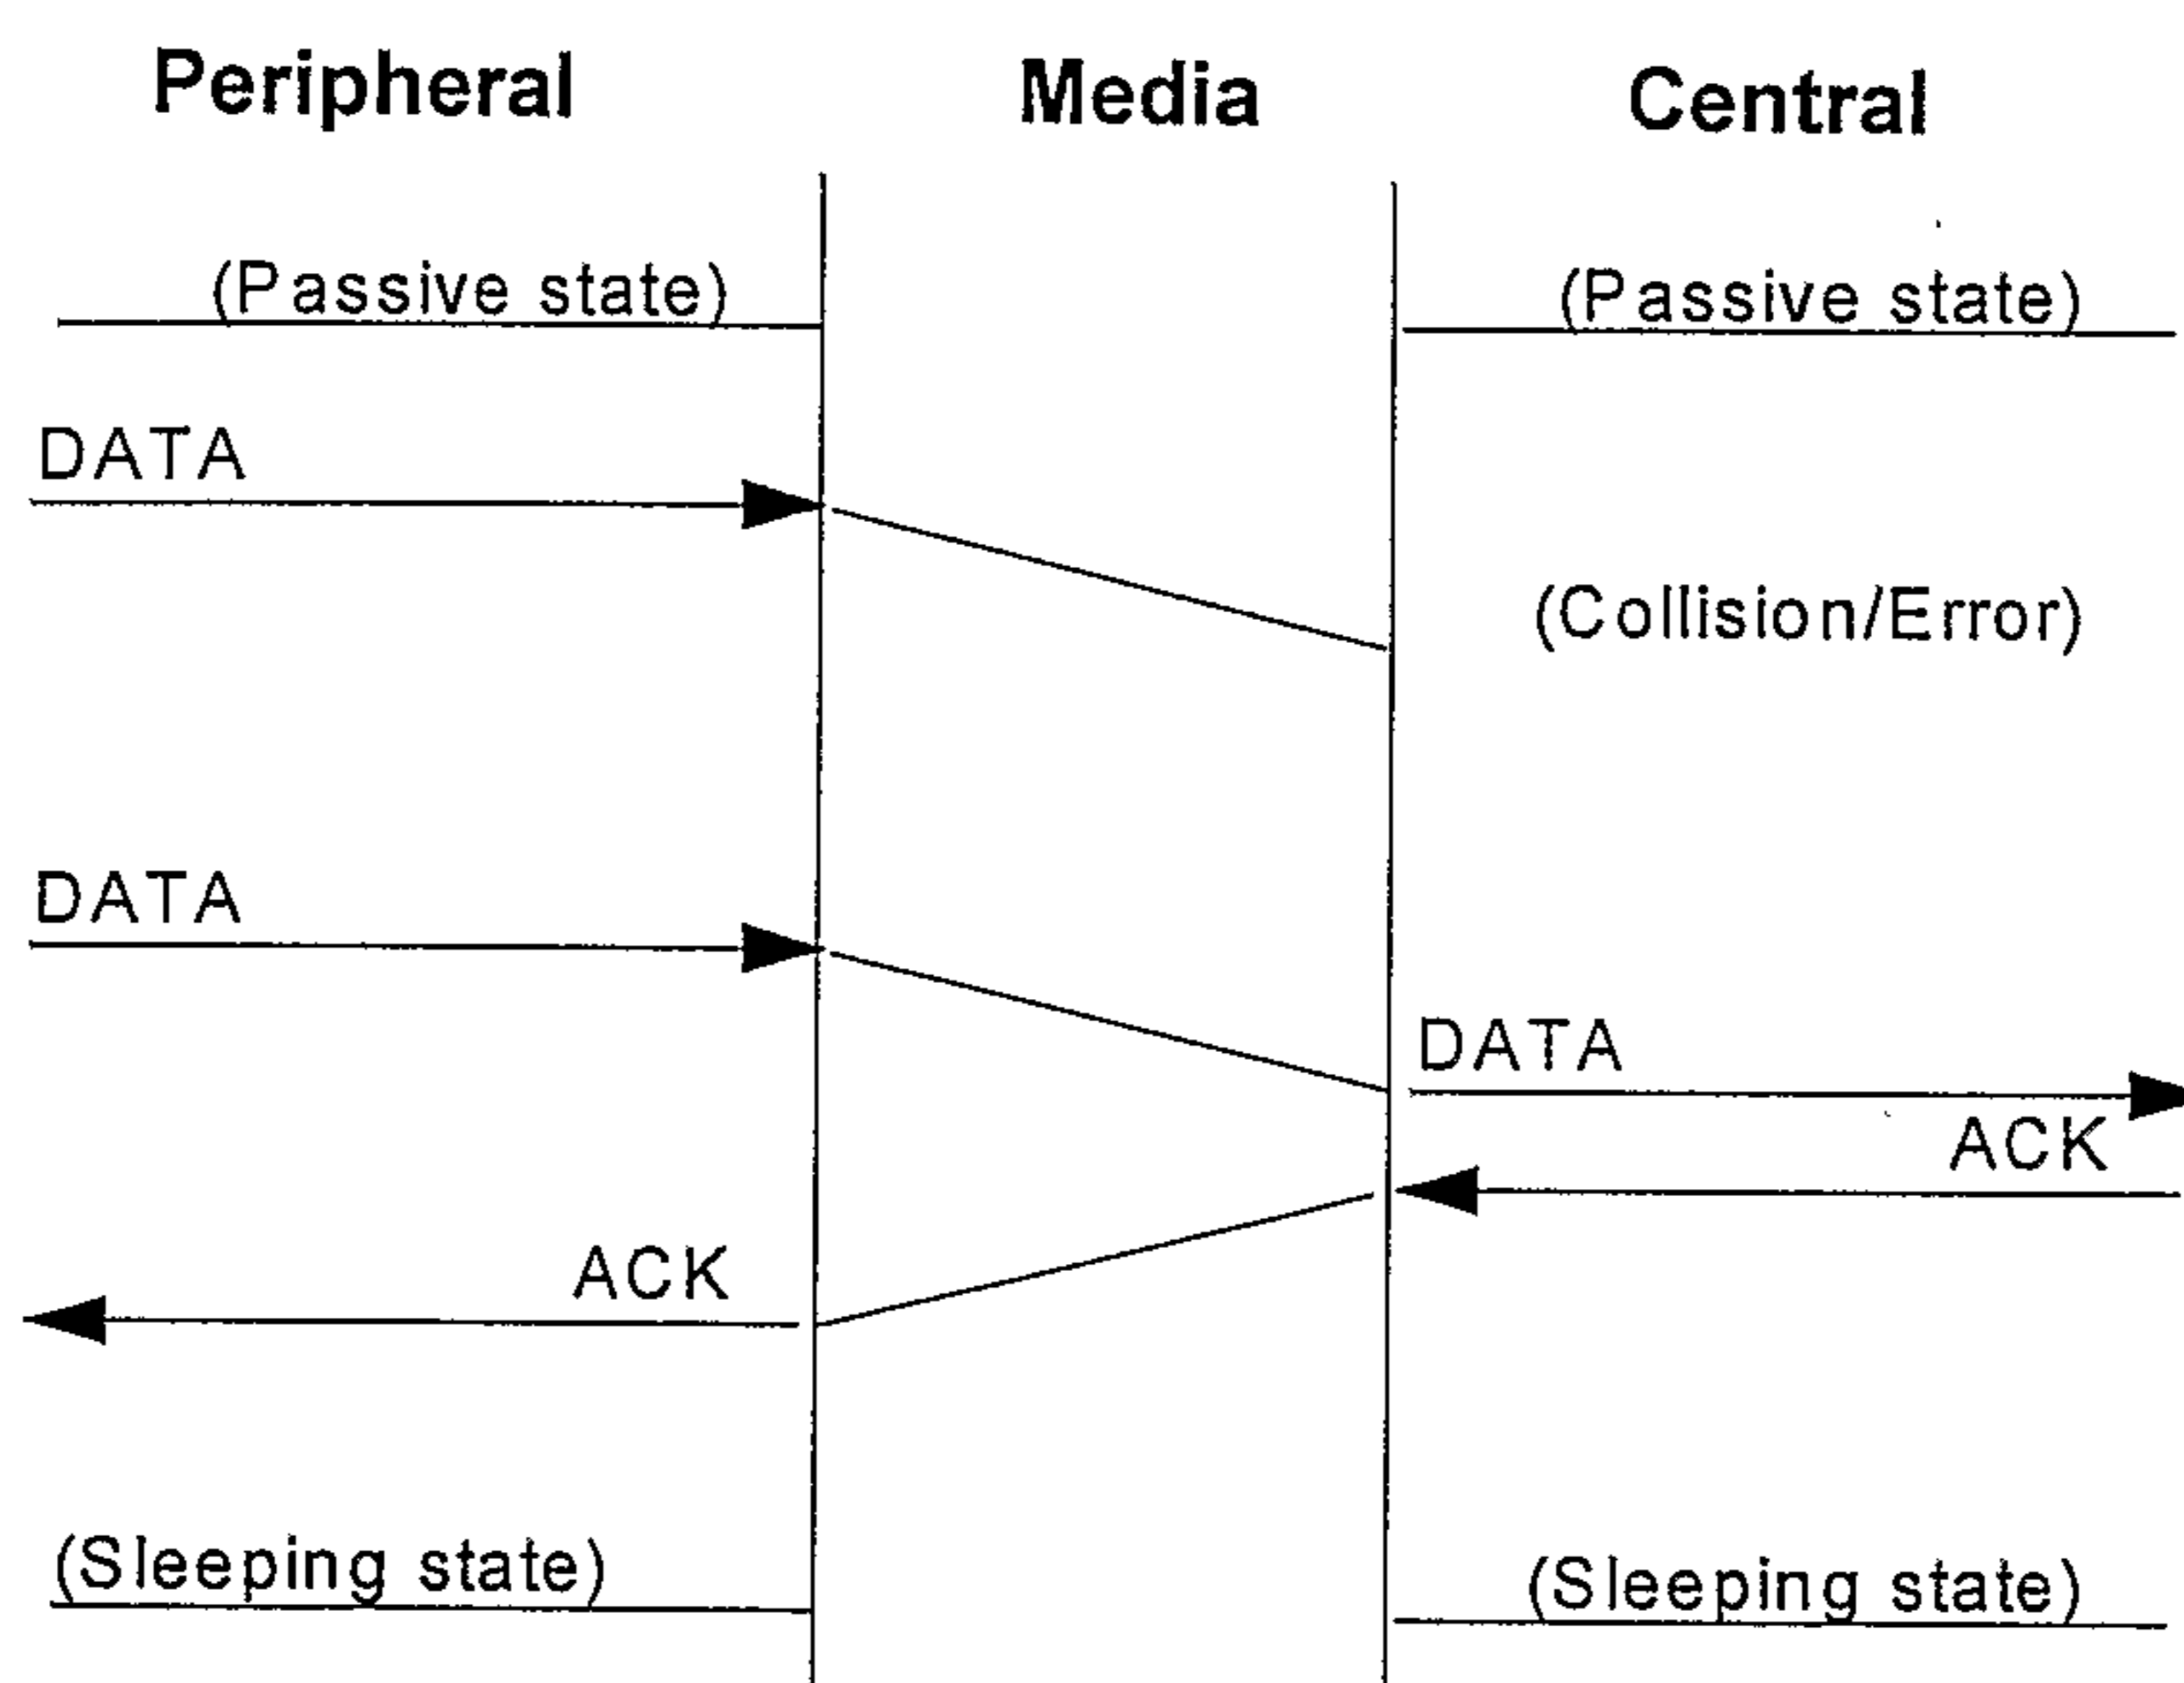 Peripheral Media Central
(Passive state) (Passive state)
DATA
(Collision/Error)
DATA
DATA
ACK
ACK
(Sleeping state) (Sleeping state)